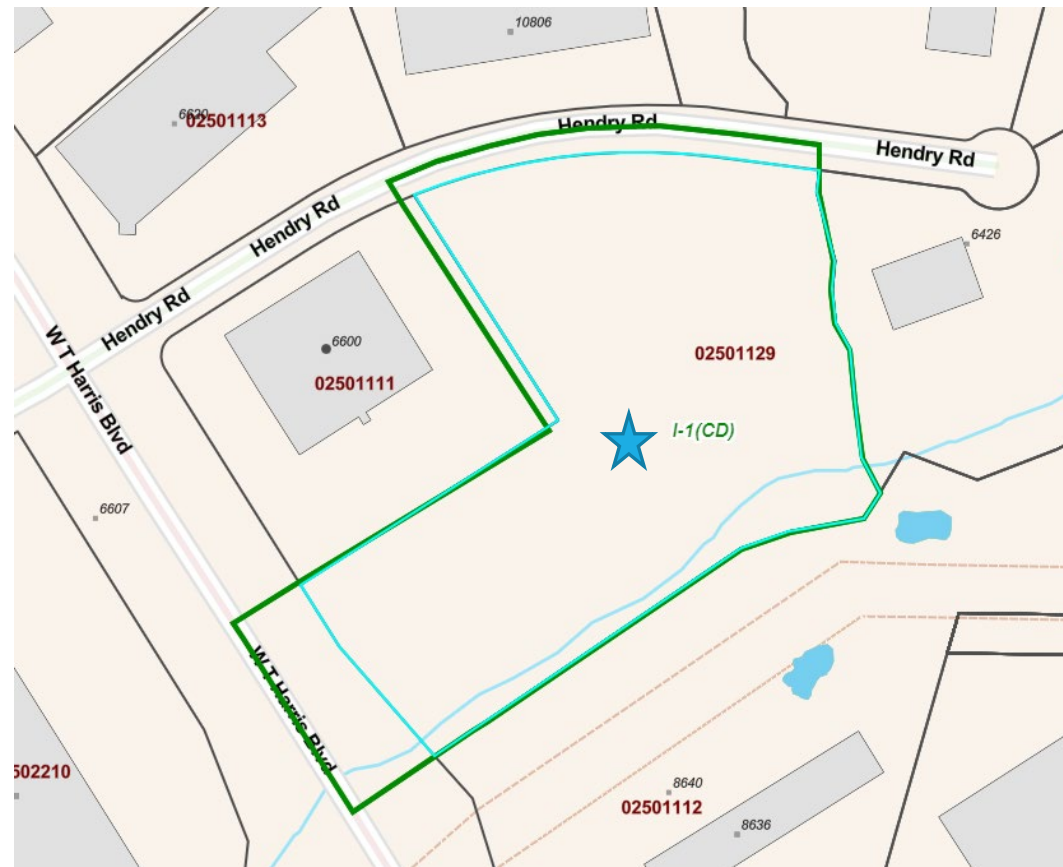 10806
6620
02501113
Hendry Rd
Hendry Rd
Hendry Rd
6426
Hendry Rd
6600
02501129
02501111
W T Harris Blvd
I-1(CD)
6607
W T Harris Blvd
502210
8640
02501112
8636